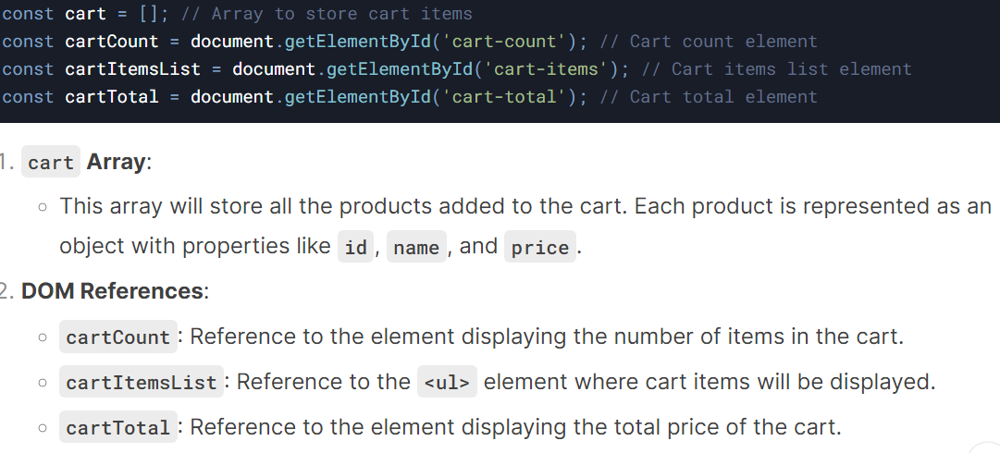 const cart = []; // Array to store cart items
const cartCount = document.getElementById('cart-count'); // Cart count element
const cartItemsList = document.getElementById('cart-items'); // Cart items list element
const cartTotal = document.getElementById('cart-total'); // Cart total element
1. cart Array:
○ This array will store all the products added to the cart. Each product is represented as an
object with properties like id, name, and price.
2. DOM References:
○ cartCount: Reference to the element displaying the number of items in the cart.
○ cartItemsList: Reference to the <ul> element where cart items will be displayed.
○ cartTotal: Reference to the element displaying the total price of the cart.